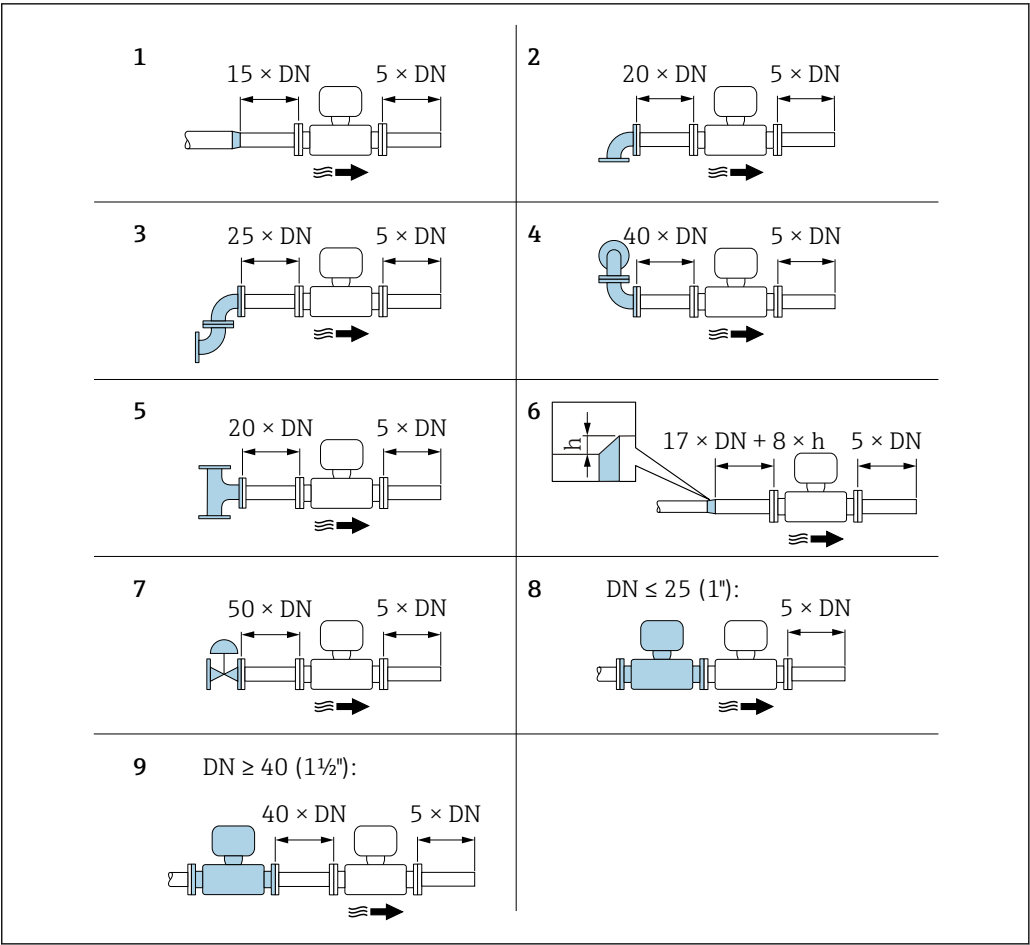 1
15 × DN 5 × DN
2
20 × DN 5 × DN
3
25 × DN 5 × DN
4
40 × DN 5 × DN
5
20 × DN 5 × DN
6
h
17 × DN + 8 × h 5 × DN
7
50 × DN 5 × DN
8 DN ≤ 25 (1"):
5 × DN
9 DN ≥ 40 (1½"):
40 × DN 5 × DN